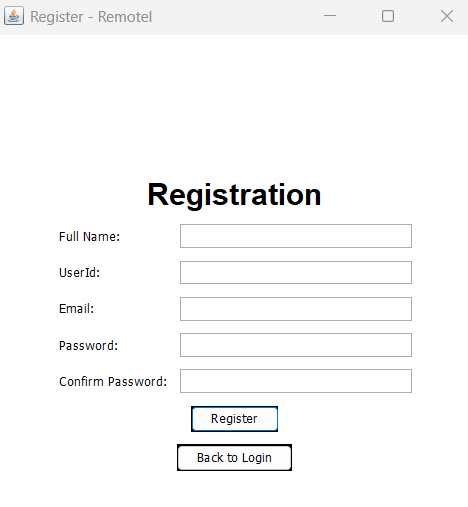 Register - Remotel
Registration
Full Name:
UserId:
Email:
Password:
Confirm Password:
Register
Back to Login